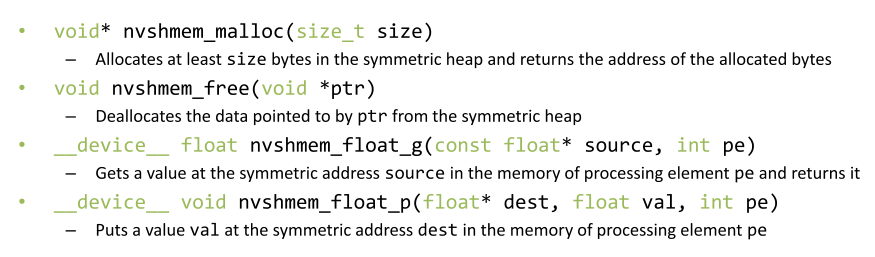 • void* nvshmem_malloc(size_t size)
– Allocates at least size bytes in the symmetric heap and returns the address of the allocated bytes
• void nvshmem_free(void *ptr)
– Deallocates the data pointed to by ptr from the symmetric heap
• __device__ float nvshmem_float_g(const float* source, int pe)
– Gets a value at the symmetric address source in the memory of processing element pe and returns it
• __device__ void nvshmem_float_p(float* dest, float val, int pe)
– Puts a value val at the symmetric address dest in the memory of processing element pe